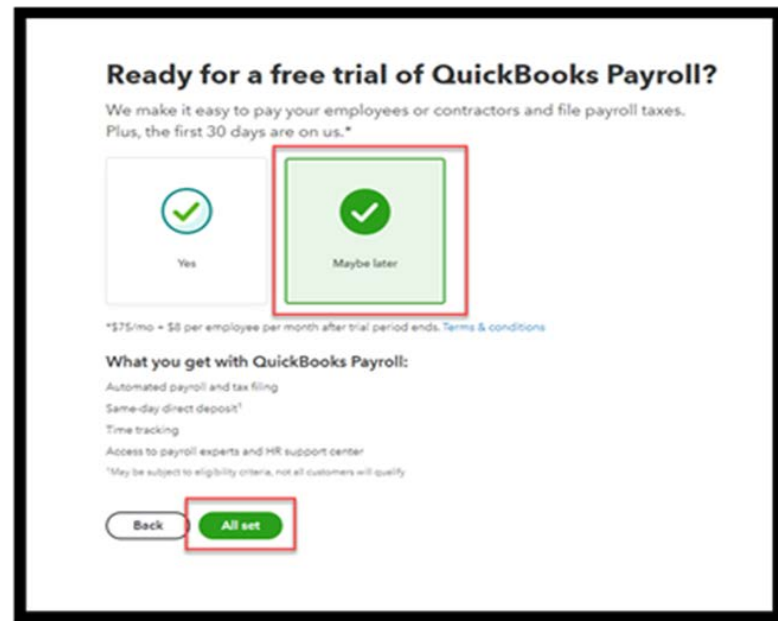 Ready for a free trial of QuickBooks Payroll?
We make it easy to pay your employees or contractors and file payroll taxes.
Plus, the first 30 days are on us.*
Yes
Maybe later
*$75/mo + $8 per employee per month after trial period ends. Terms & conditions
What you get with QuickBooks Payroll:
Automated payroll and tax filing
Same-day direct deposit¹
Time tracking
Access to payroll experts and HR support center
¹May be subject to eligibility criteria, not all customers will qualify
Back
All set